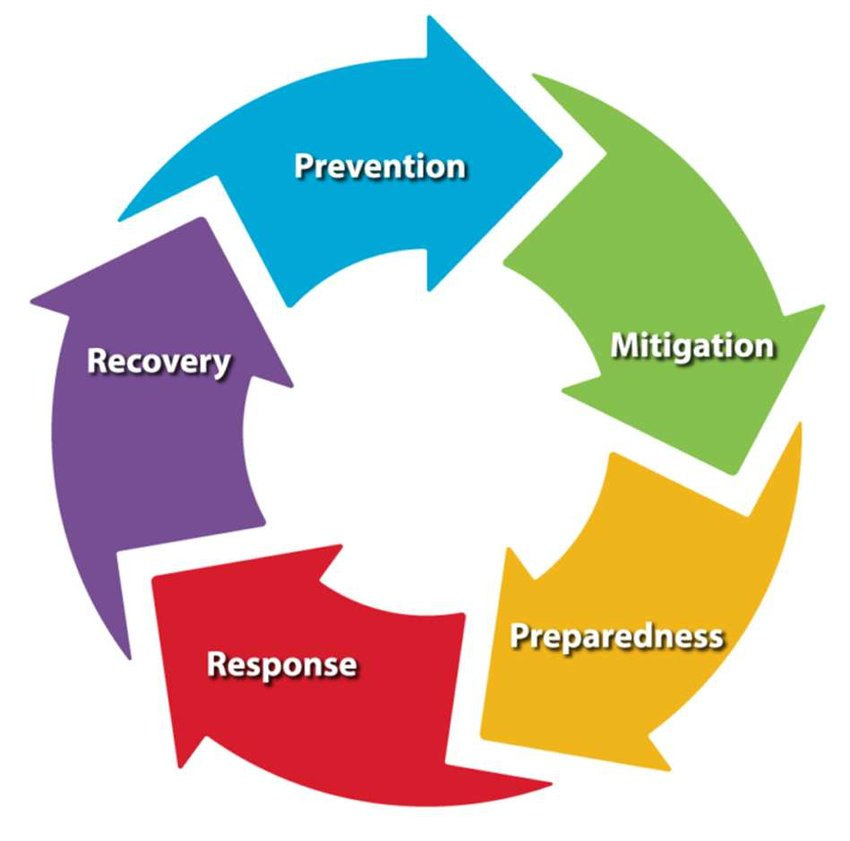 Prevention
Mitigation
Preparedness
Response
Recovery